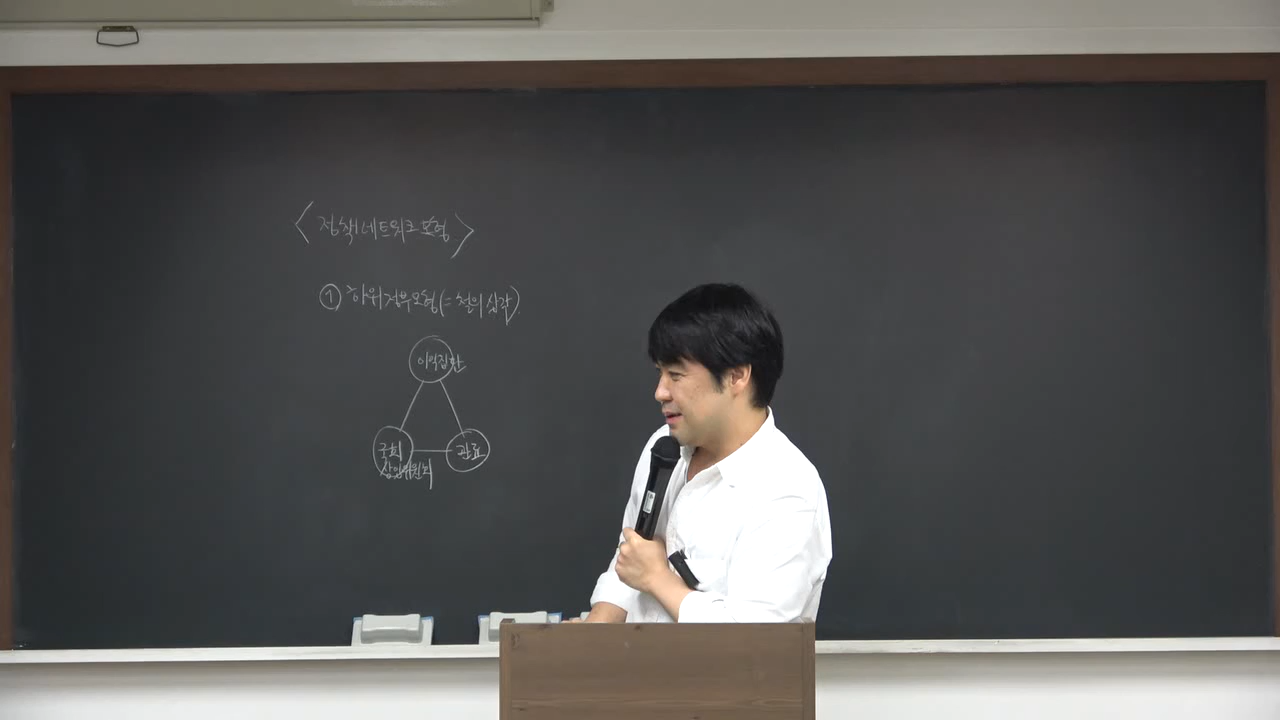 <정책네트워크모형>
① 하위정부모형(=철의 삼각)
이익집단
국회
상임위원회
관료